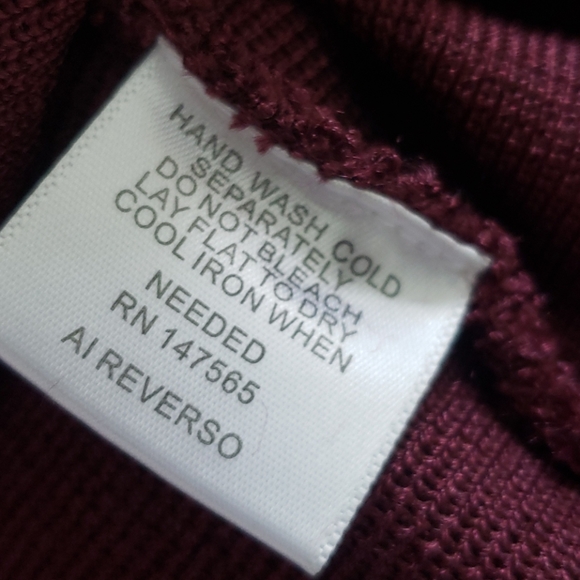 HAND WASH COLD
SEPARATELY
DO NOT BLEACH
LAY FLAT TO DRY
COOL IRON WHEN
NEEDED
RN 147565
AI REVERSO